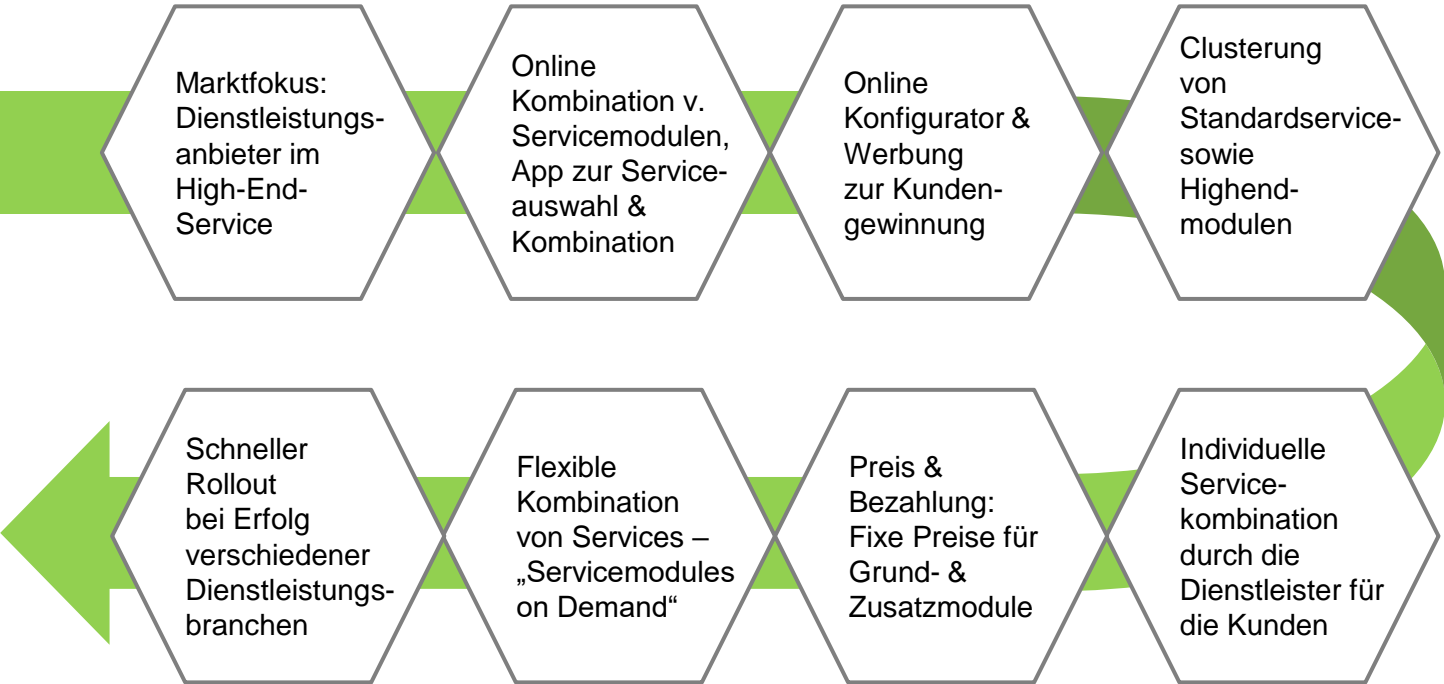 Marktfokus:
Dienstleistungs-
anbieter im
High-End-
Service
Online
Kombination v.
Servicemodulen,
App zur Service-
auswahl &
Kombination
Online
Konfigurator &
Werbung
zur Kunden-
gewinnung
Clusterung
von
Standardservice-
sowie
Highend-
modulen
Individuelle
Service-
kombination
durch die
Dienstleister für
die Kunden
Preis &
Bezahlung:
Fixe Preise für
Grund- &
Zusatzmodule
Flexible
Kombination
von Services –
„Servicemodules
on Demand“
Schneller
Rollout
bei Erfolg
verschiedener
Dienstleistungs-
branchen